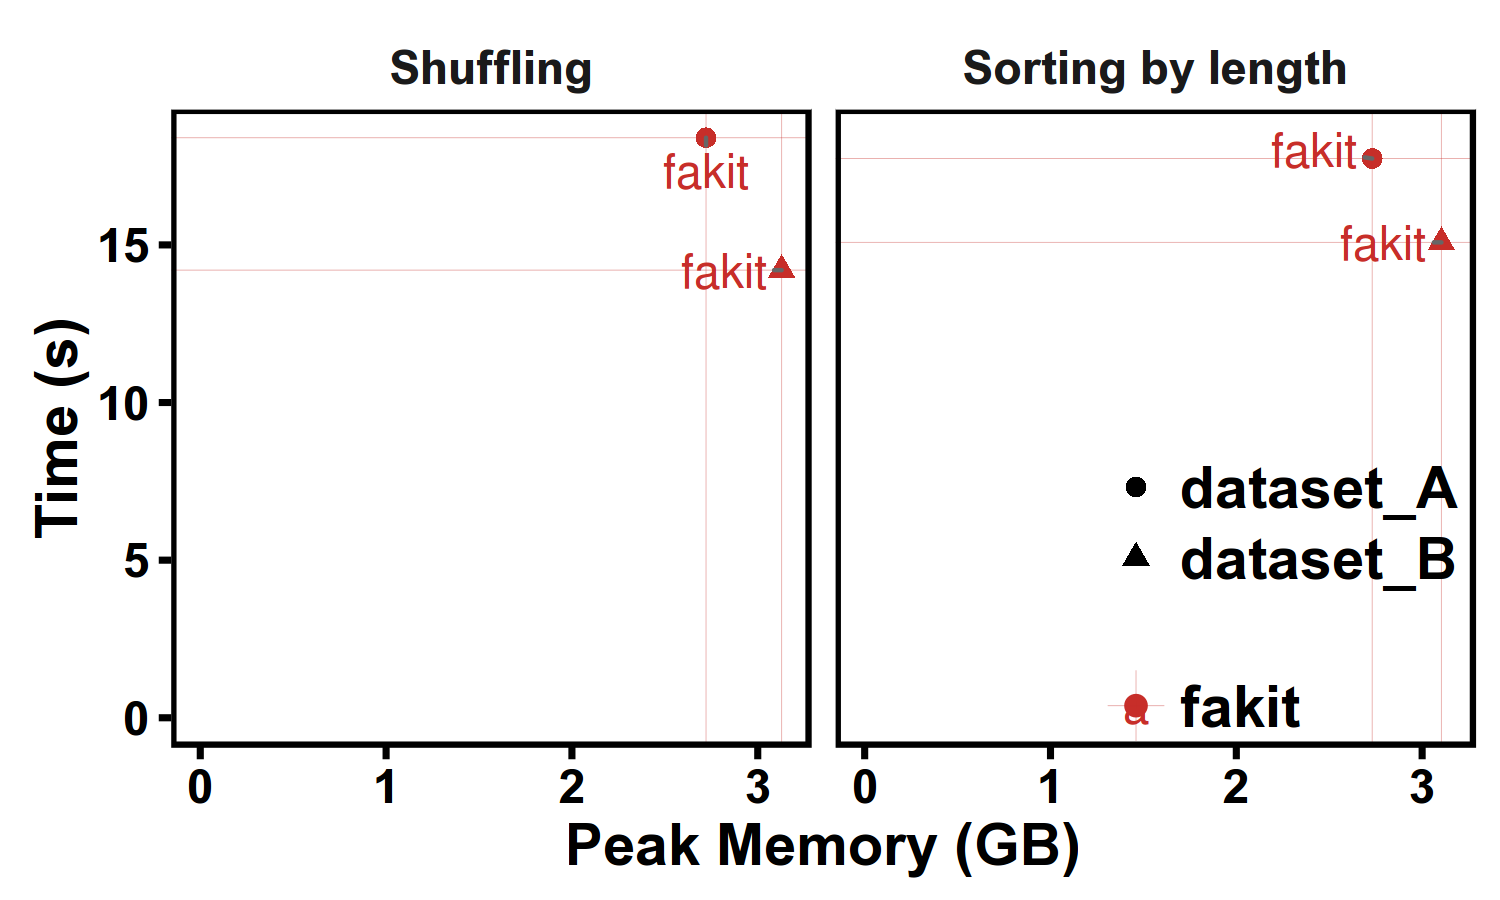 Shuffling
Sorting by length
fakit
fakit
fakit
fakit
15
10
5
0
Time (s)
dataset_A
dataset_B
a
fakit
0 1 2 3
0 1 2 3
Peak Memory (GB)